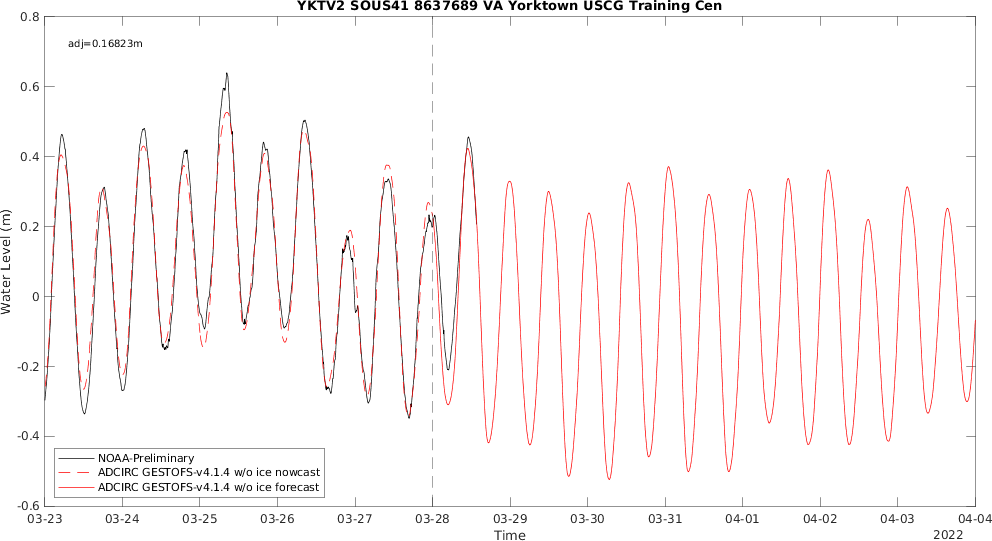 YKTV2 SOUS41 8637689 VA Yorktown USCG Training Cen
adj=0.16823m
Water Level (m)
0.8
0.6
0.4
0.2
0
-0.2
-0.4
-0.6
NOAA-Preliminary
ADCIRC GESTOFS-v4.1.4 w/o ice nowcast
ADCIRC GESTOFS-v4.1.4 w/o ice forecast
03-23 03-24 03-25 03-26 03-27 03-28 03-29 03-30 03-31 04-01 04-02 04-03 04-04
Time
2022